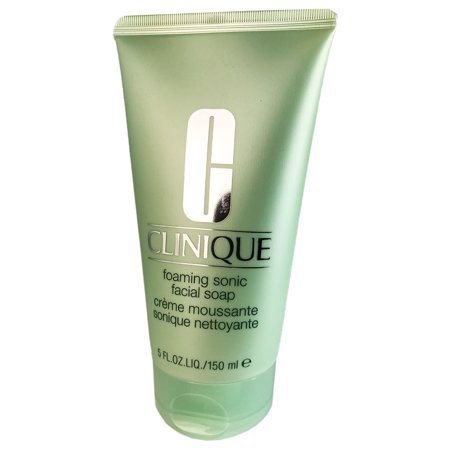 C
CLINIQUE
foaming sonic
facial soap
crème moussante
sonique nettoyante
5 FL.OZ.LIQ./150 ml ℮